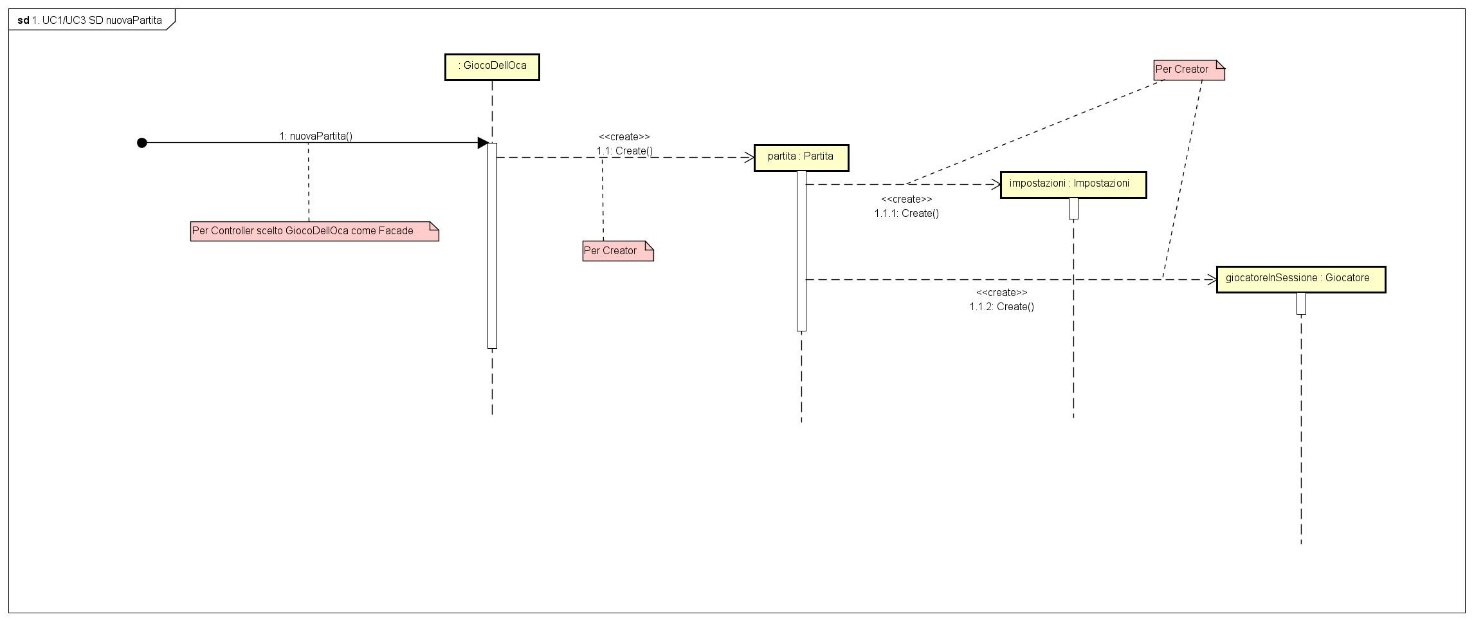 sd 1. UC1/UC3 SD nuovaPartita
: GiocoDellOca
Per Creator
1: nuovaPartita()
<<create>>
1.1: Create()
partita : Partita
impostazioni : Impostazioni
<<create>>
1.1.1: Create()
Per Controller scelto GiocoDellOca come Facade
Per Creator
giocatoreInSessione : Giocatore
<<create>>
1.1.2: Create()